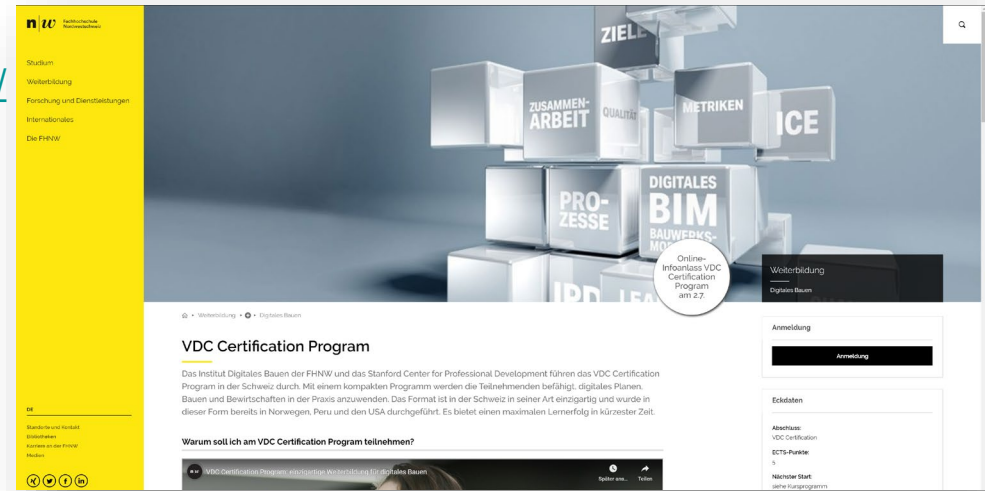 n|w Fachhochschule
Nordwestschweiz
Studium
Weiterbildung
Forschung und Dienstleistungen
Internationales
Die FHNW
DE
Standorte und Kontakt
Bibliotheken
Karriere an der FHNW
Medien
ZIELE
ZUSAMMEN-
ARBEIT
QUALITÄT
METRIKEN
ICE
PRO-
ZESSE
DIGITALES
BIM
BAUWERKS-
Online-
Infoanlass VDC
Certification
Program
am 2.7.
Weiterbildung
Digitales Bauen
• Weiterbildung • • Digitales Bauen
VDC Certification Program
Das Institut Digitales Bauen der FHNW und das Stanford Center for Professional Development führen das VDC Certification
Program in der Schweiz durch. Mit einem kompakten Programm werden die Teilnehmenden befähigt, digitales Planen,
Bauen und Bewirtschaften in der Praxis anzuwenden. Das Format ist in der Schweiz in seiner Art einzigartig und wurde in
dieser Form bereits in Norwegen, Peru und den USA durchgeführt. Es bietet einen maximalen Lernerfolg in kürzester Zeit.
Warum soll ich am VDC Certification Program teilnehmen?
n|w VDC Certification Program: einzigartige Weiterbildung für digitales Bauen
Später ans...
Teilen
Anmeldung
Anmeldung
Eckdaten
Abschluss:
VDC Certification
ECTS-Punkte:
5
Nächster Start:
siehe Kursprogramm